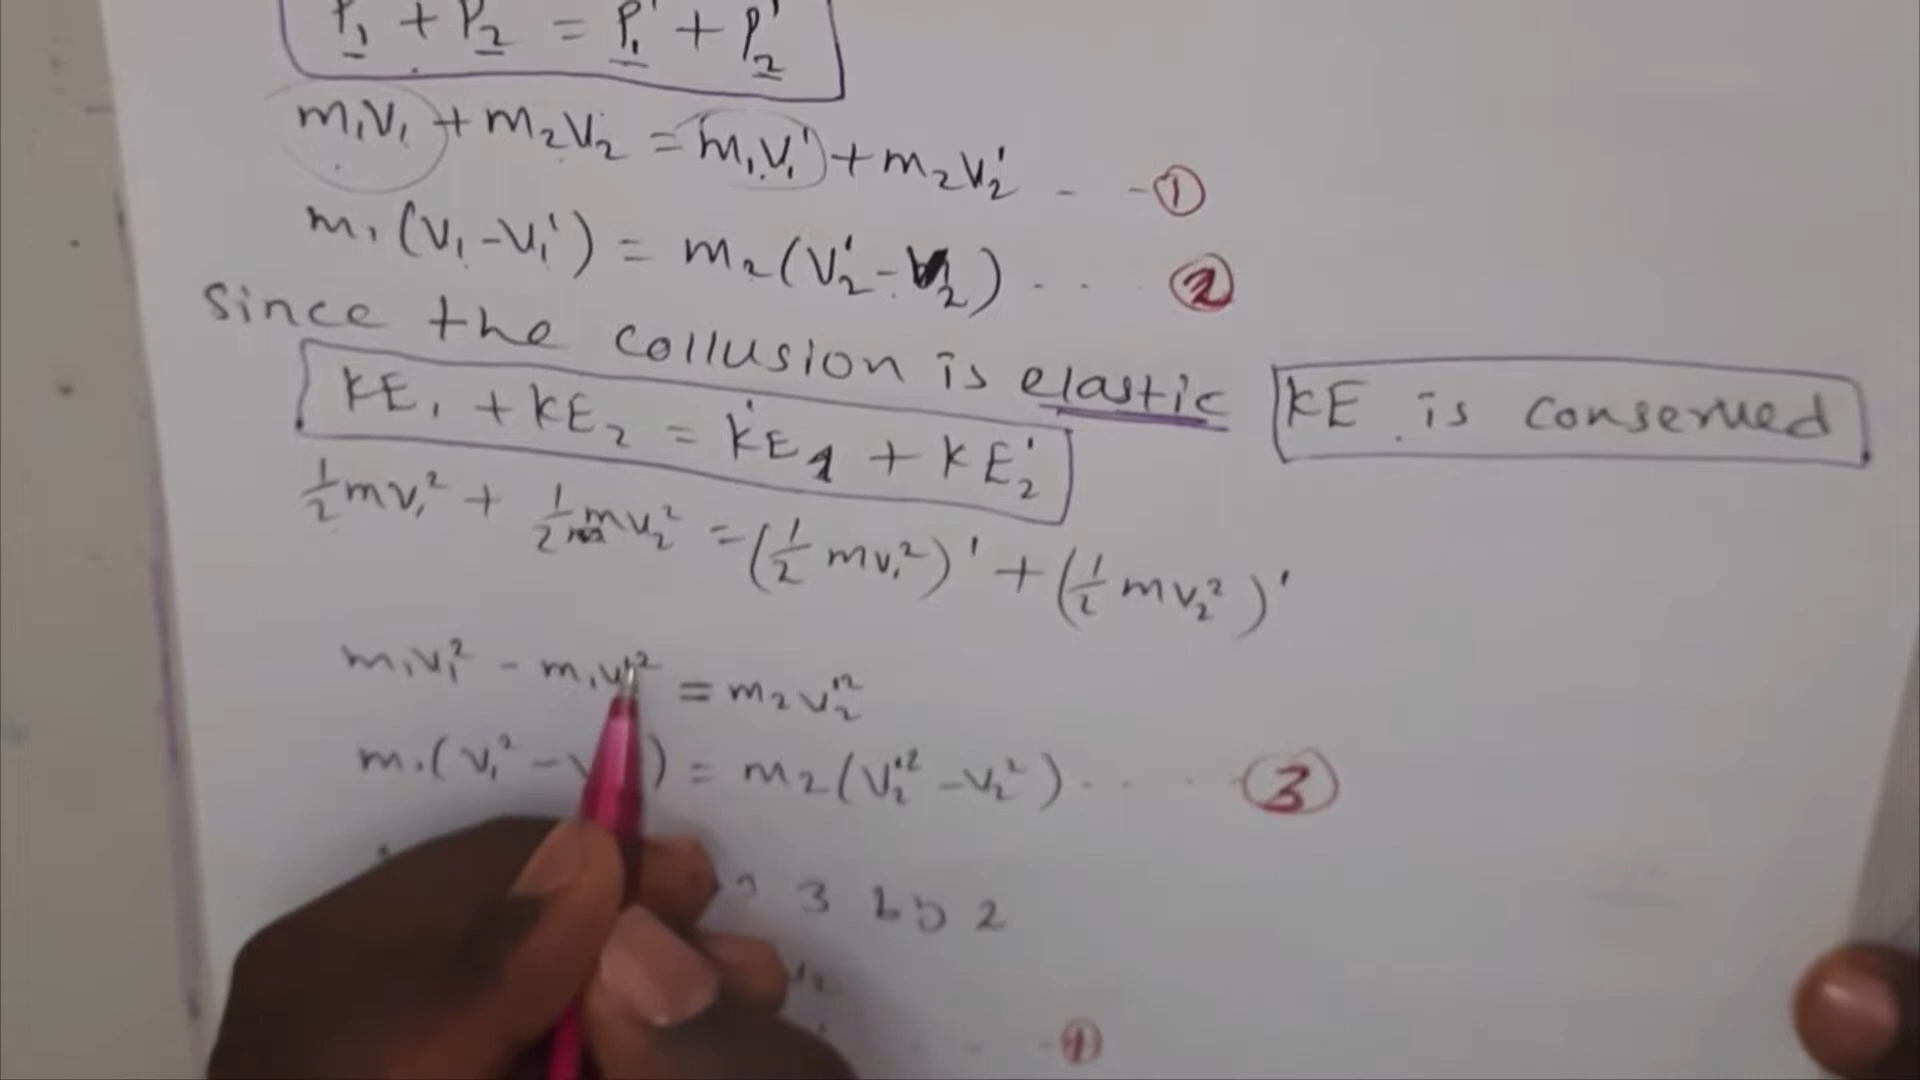 P₁ + P₂ = P₁' + P₂'
m₁v₁ + m₂v₂ = m₁v₁' + m₂v₂' - - ①
m₁(v₁-v₁') = m₂(v₂'-v₂) . . . ②
Since the collusion is elastic KE is conserved
KE₁ + KE₂ = KE₁' + KE₂'
½mv₁² + ½mv₂² = (½mv₁²)' + (½mv₂²)'
m₁v₁² - m₁v₁'² = m₂v₂'²
m₁(v₁² - v ) = m₂(v₂'² - v₂²) . . . . ③
3 by 2
- - ④